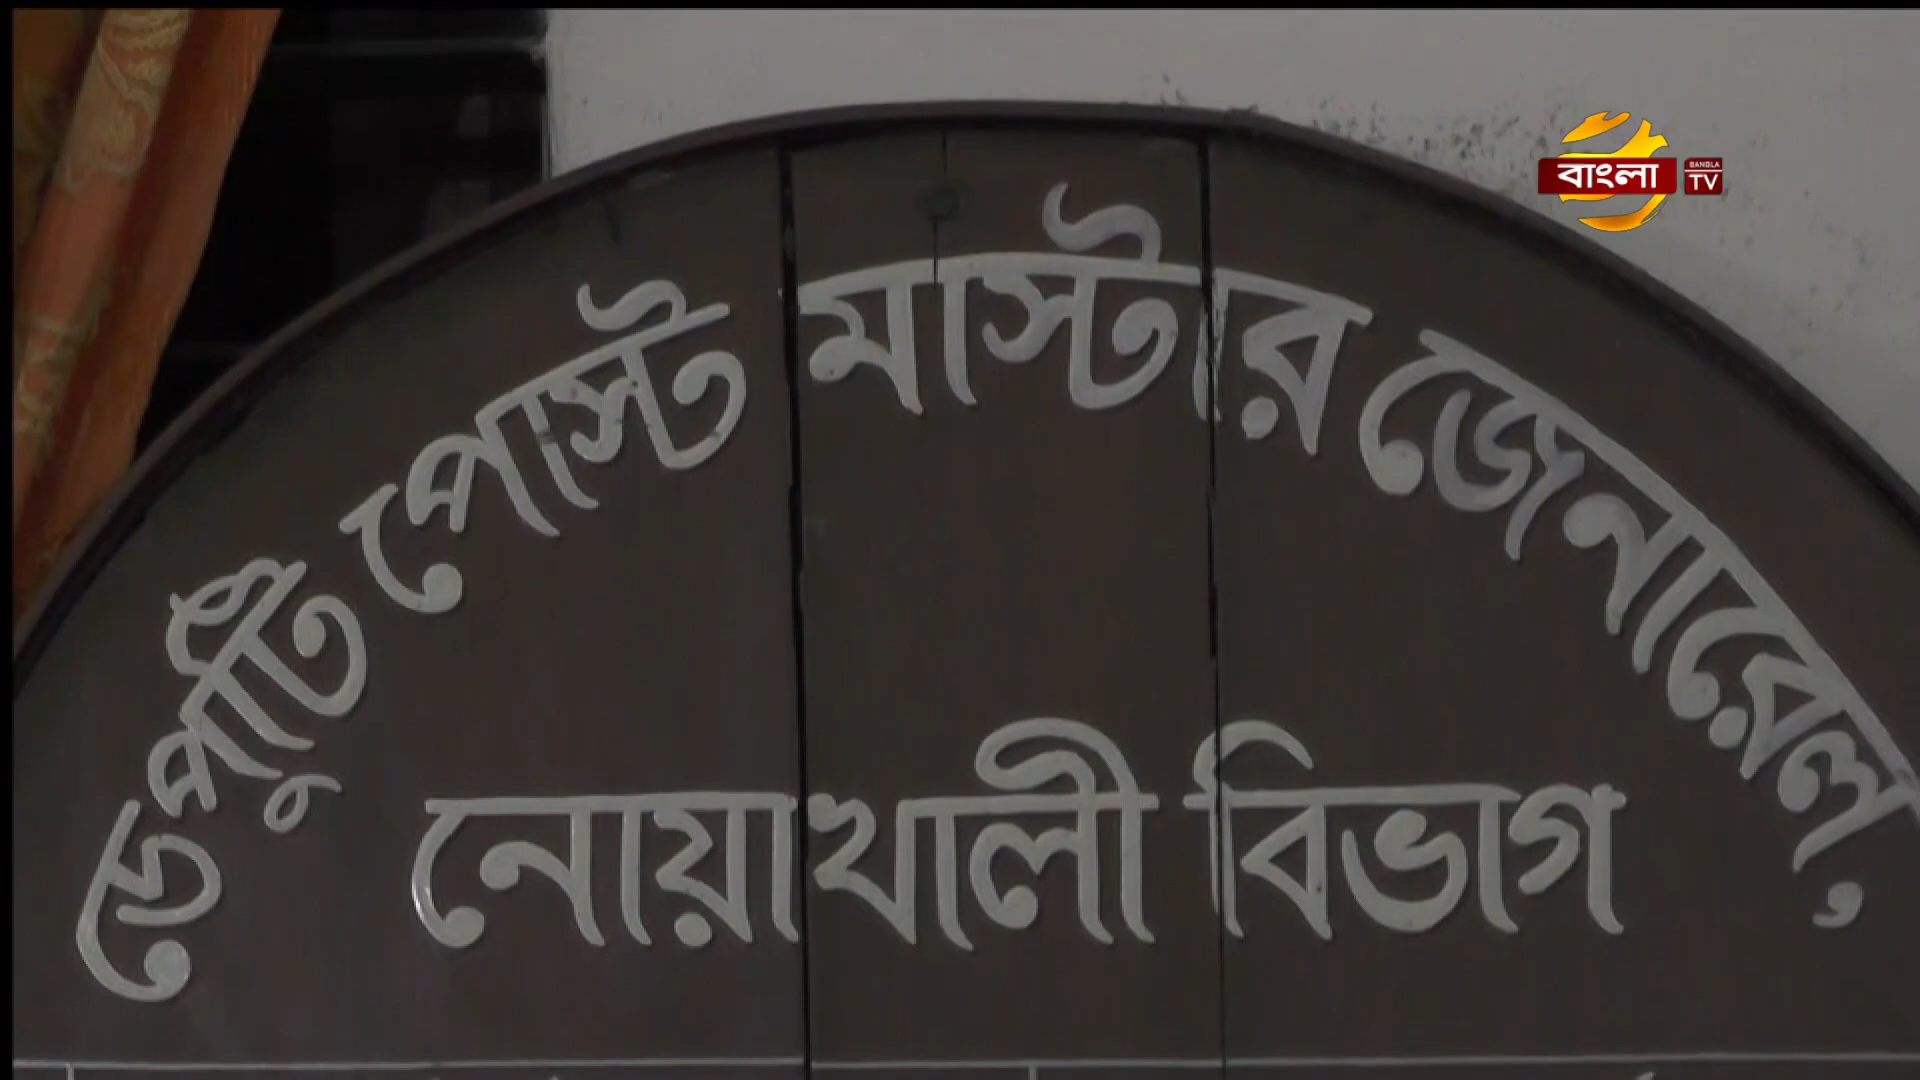 ডেপুটি পোস্ট মাস্টার জেনারেল,
নোয়াখালী বিভাগ
বাংলা
BANGLA
TV